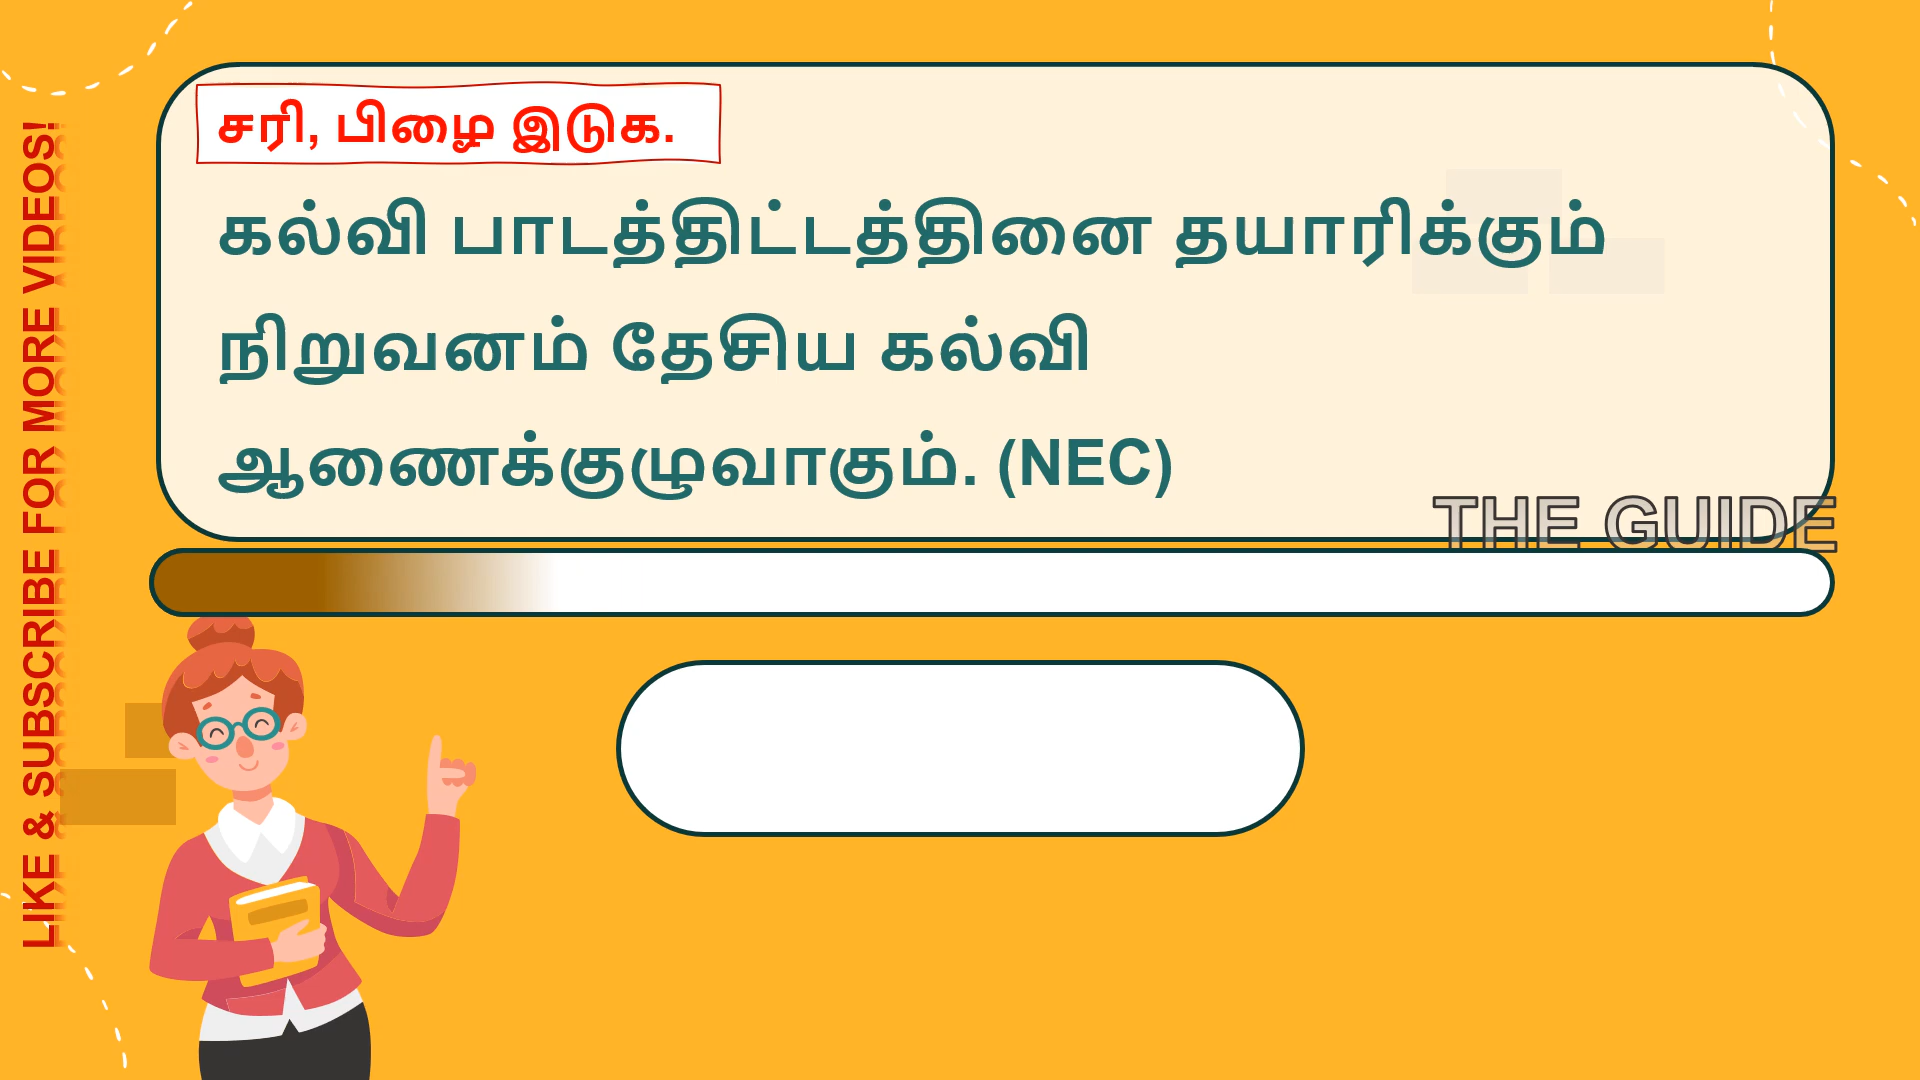 சரி, பிழை இடுக.
கல்வி பாடத்திட்டத்தினை தயாரிக்கும்
நிறுவனம் தேசிய கல்வி
ஆணைக்குழுவாகும். (NEC)
THE GUIDE
LIKE & SUBSCRIBE FOR MORE VIDEOS!